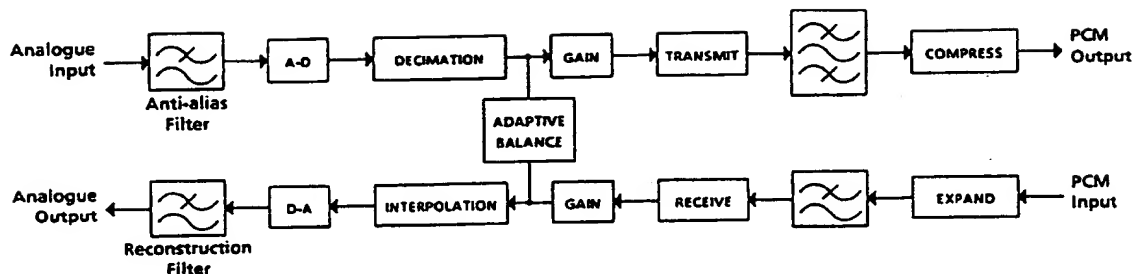 Analogue
Input
Anti-alias
Filter
A-D
DECIMATION
GAIN
TRANSMIT
COMPRESS
PCM
Output
ADAPTIVE
BALANCE
Analogue
Output
Reconstruction
Filter
D-A
INTERPOLATION
GAIN
RECEIVE
EXPAND
PCM
Input